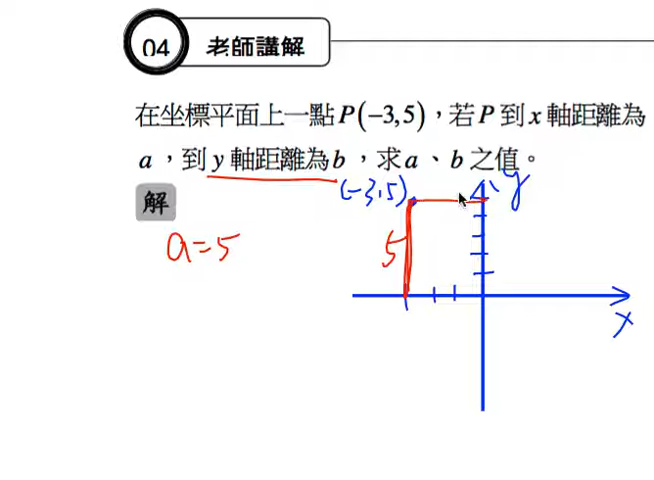 04 老師講解
在坐標平面上一點P(−3,5)，若P到x軸距離為
a，到y軸距離為b，求a、b之值。
解
(−3,5)
y
a=5
5
x